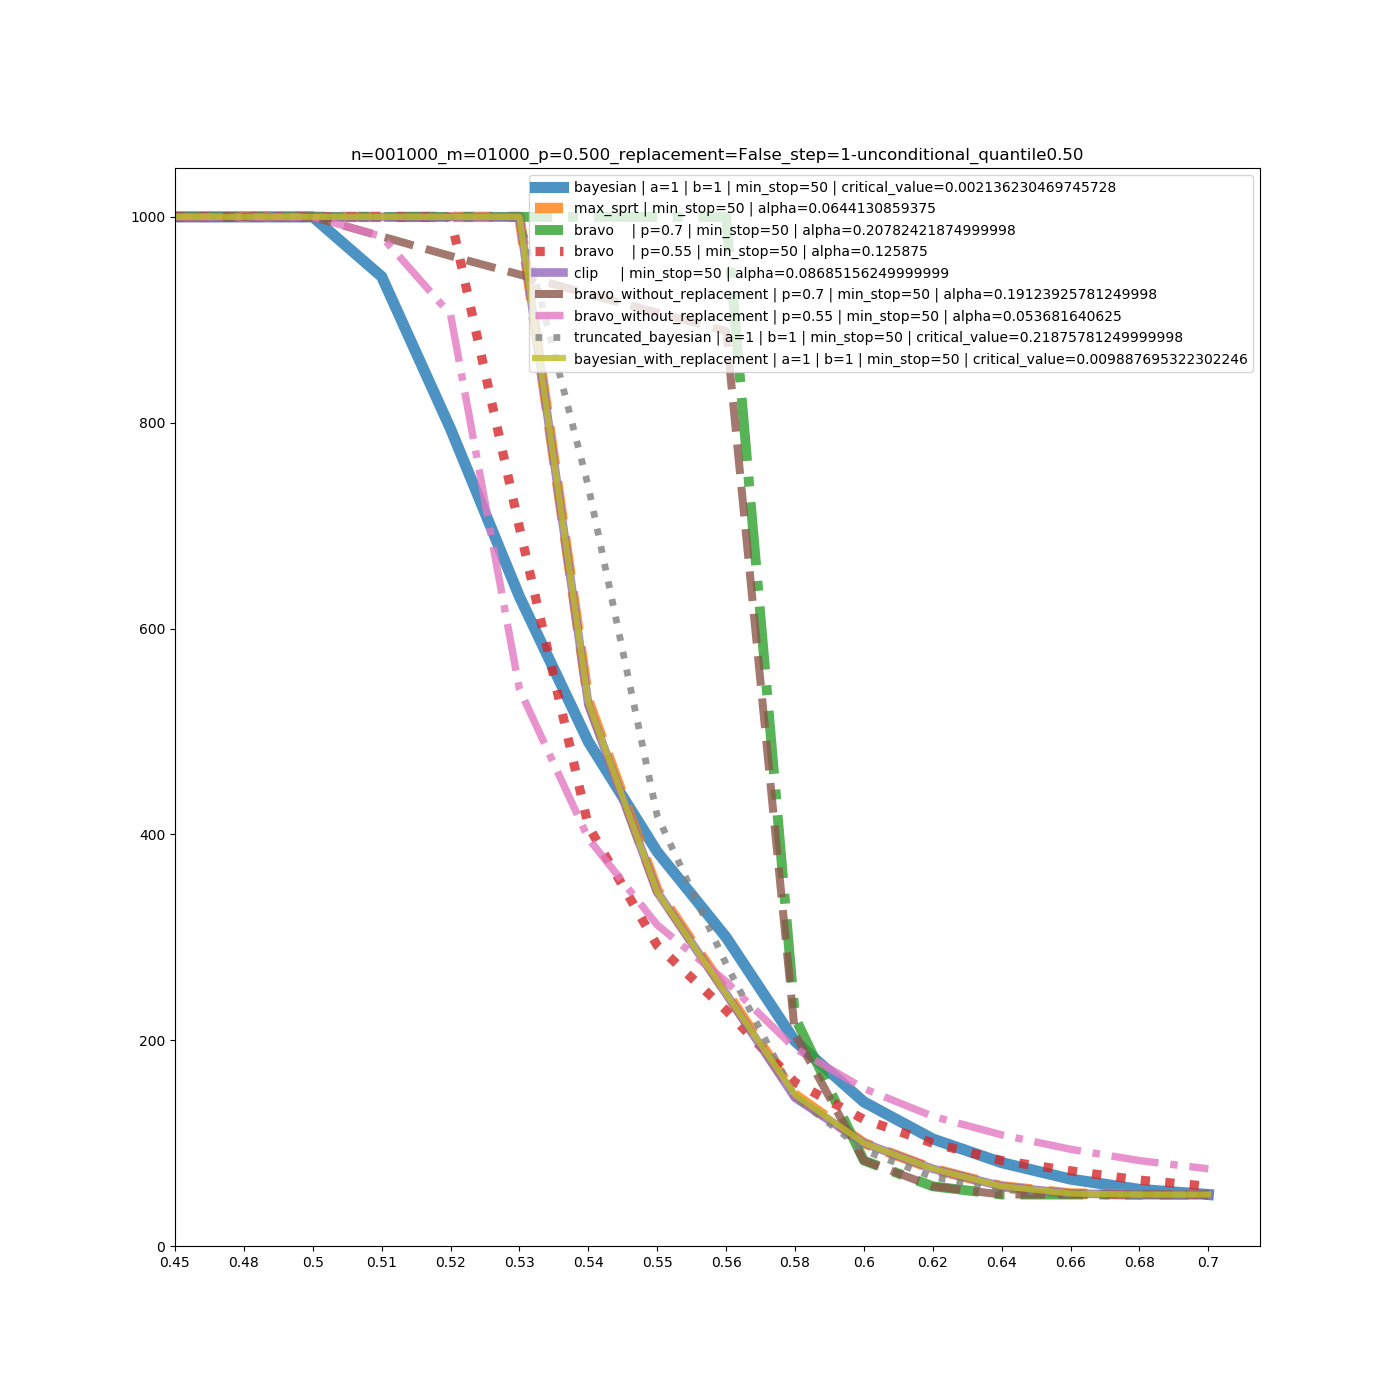 n=001000_m=01000_p=0.500_replacement=False_step=1-unconditional_quantile0.50
bayesian | a=1 | b=1 | min_stop=50 | critical_value=0.002136230469745728
max_sprt | min_stop=50 | alpha=0.0644130859375
bravo    | p=0.7 | min_stop=50 | alpha=0.20782421874999998
bravo    | p=0.55 | min_stop=50 | alpha=0.125875
clip     | min_stop=50 | alpha=0.08685156249999999
bravo_without_replacement | p=0.7 | min_stop=50 | alpha=0.19123925781249998
bravo_without_replacement | p=0.55 | min_stop=50 | alpha=0.053681640625
truncated_bayesian | a=1 | b=1 | min_stop=50 | critical_value=0.21875781249999998
bayesian_with_replacement | a=1 | b=1 | min_stop=50 | critical_value=0.009887695322302246
1000
800
600
400
200
0
0.45 0.48 0.5 0.51 0.52 0.53 0.54 0.55 0.56 0.58 0.6 0.62 0.64 0.66 0.68 0.7